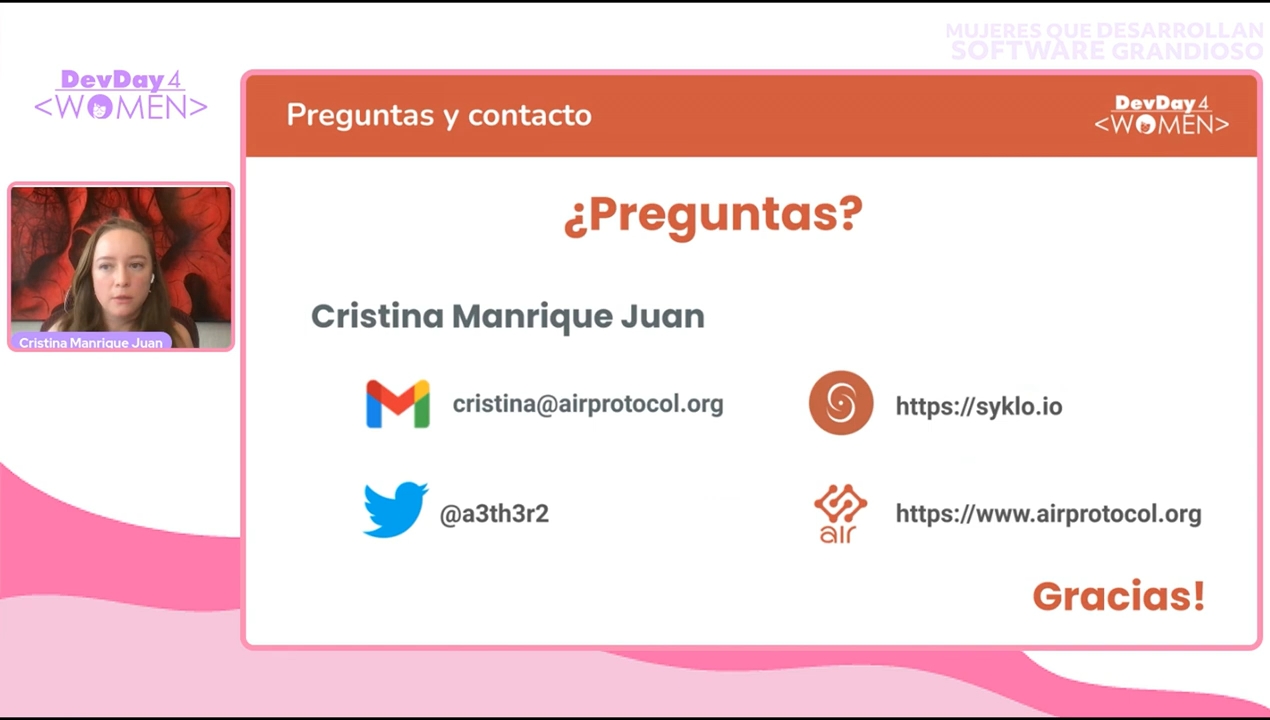 MUJERES QUE DESARROLLAN
SOFTWARE GRANDIOSO
DevDay4
<WOMEN>
Preguntas y contacto
DevDay4
<WOMEN>
¿Preguntas?
Cristina Manrique Juan
Cristina Manrique Juan
cristina@airprotocol.org
https://syklo.io
@a3th3r2
air
https://www.airprotocol.org
Gracias!